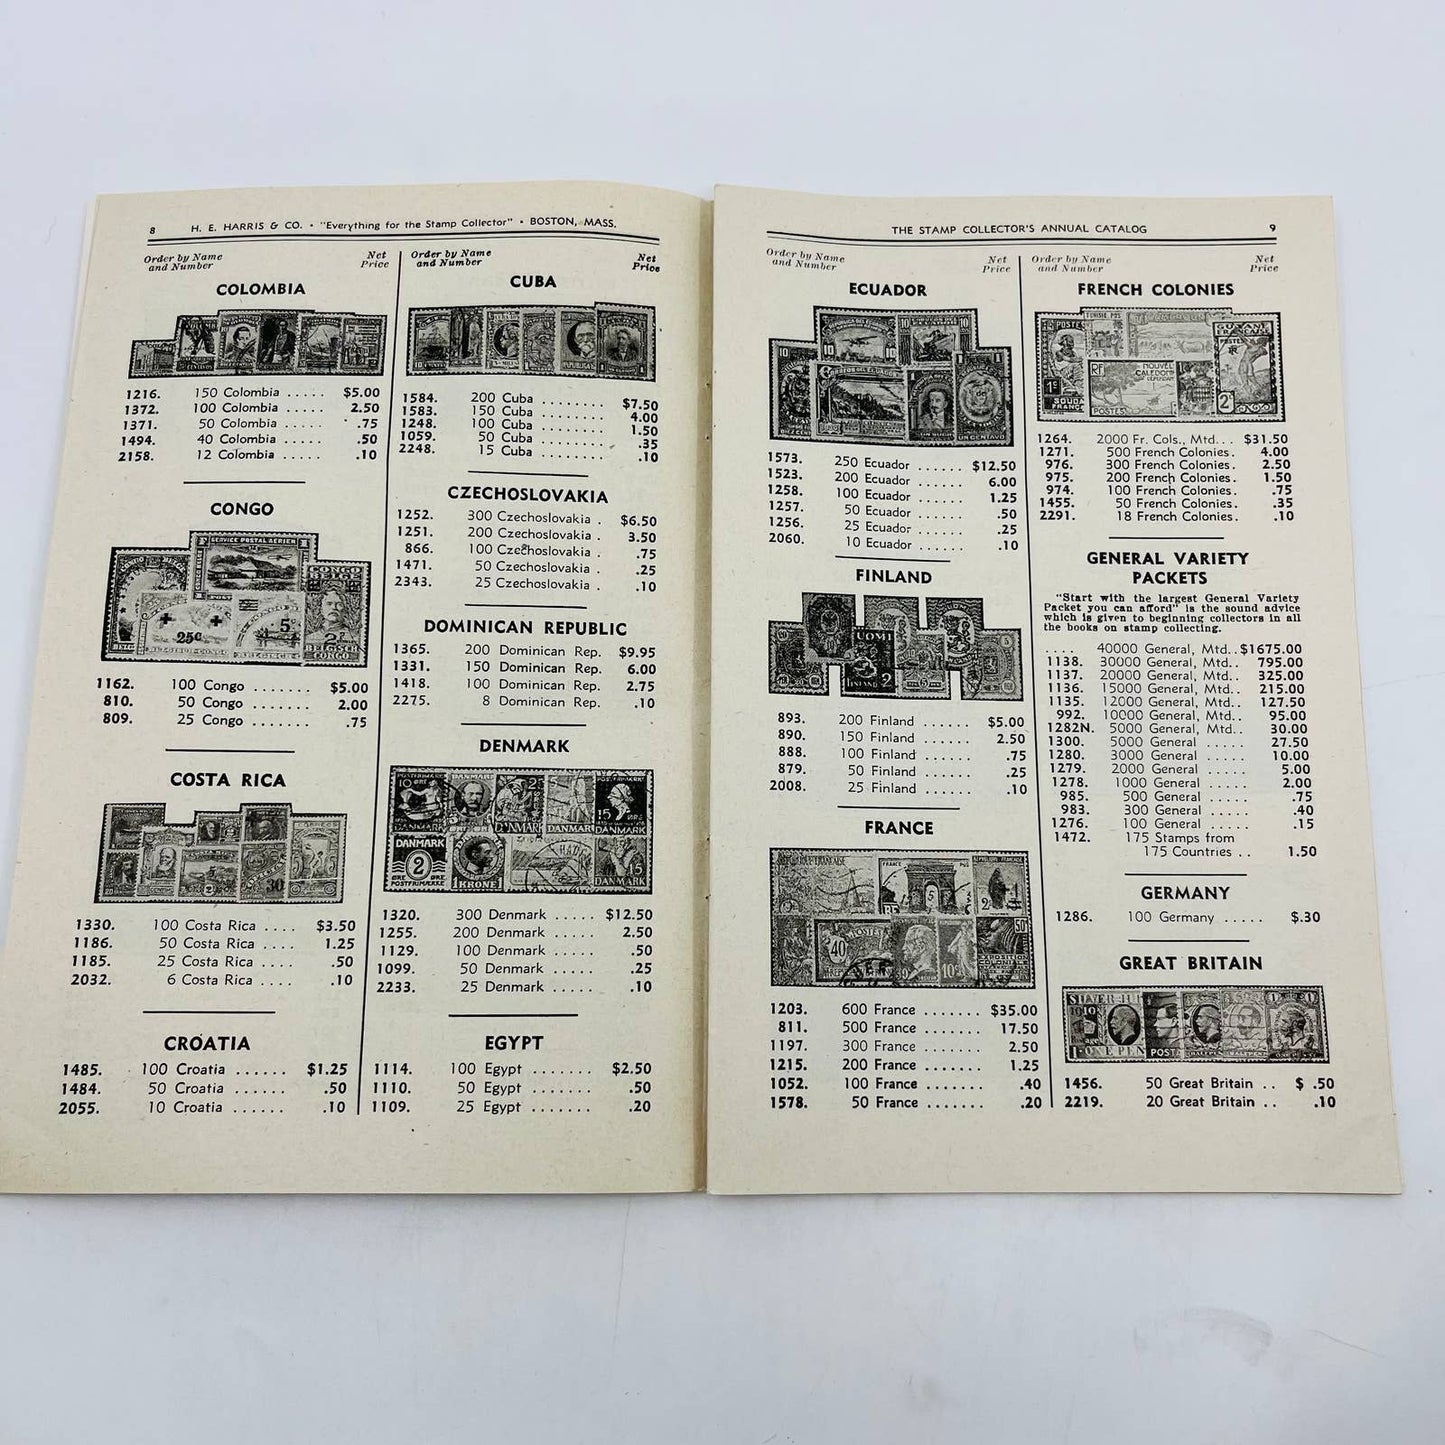 8 H. E. HARRIS & CO. • "Everything for the Stamp Collector" • BOSTON, MASS.
Order by Name and Number Net Price
COLOMBIA
1216. 150 Colombia ..... $5.00
1372. 100 Colombia ..... 2.50
1371. 50 Colombia ..... .75
1494. 40 Colombia ..... .50
2158. 12 Colombia ..... .10
CONGO
1162. 100 Congo ....... $5.00
810. 50 Congo ....... 2.00
809. 25 Congo ....... .75
COSTA RICA
1330. 100 Costa Rica .... $3.50
1186. 50 Costa Rica .... 1.25
1185. 25 Costa Rica .... .50
2032. 6 Costa Rica .... .10
CROATIA
1485. 100 Croatia ...... $1.25
1484. 50 Croatia ...... .50
2055. 10 Croatia ...... .10
Order by Name and Number Net Price
CUBA
1584. 200 Cuba ........ $7.50
1583. 150 Cuba ........ 4.00
1248. 100 Cuba ........ 1.50
1059. 50 Cuba ........ .35
2248. 15 Cuba ........ .10
CZECHOSLOVAKIA
1252. 300 Czechoslovakia . $6.50
1251. 200 Czechoslovakia . 3.50
866. 100 Czechoslovakia . .75
1471. 50 Czechoslovakia . .25
2343. 25 Czechoslovakia . .10
DOMINICAN REPUBLIC
1365. 200 Dominican Rep. $9.95
1331. 150 Dominican Rep. 6.00
1418. 100 Dominican Rep. 2.75
2275. 8 Dominican Rep. .10
DENMARK
1320. 300 Denmark ..... $12.50
1255. 200 Denmark ..... 2.50
1129. 100 Denmark ..... .50
1099. 50 Denmark ..... .25
2233. 25 Denmark ..... .10
EGYPT
1114. 100 Egypt ....... $2.50
1110. 50 Egypt ....... .50
1109. 25 Egypt ....... .20
THE STAMP COLLECTOR'S ANNUAL CATALOG 9
Order by Name and Number Net Price
ECUADOR
1573. 250 Ecuador ...... $12.50
1523. 200 Ecuador ...... 6.00
1258. 100 Ecuador ...... 1.25
1257. 50 Ecuador ...... .50
1256. 25 Ecuador ...... .25
2060. 10 Ecuador ...... .10
FINLAND
893. 200 Finland ...... $5.00
890. 150 Finland ...... 2.50
888. 100 Finland ...... .75
879. 50 Finland ...... .25
2008. 25 Finland ...... .10
FRANCE
1203. 600 France ....... $35.00
811. 500 France ....... 17.50
1197. 300 France ....... 2.50
1215. 200 France ....... 1.25
1052. 100 France ....... .40
1578. 50 France ....... .20
Order by Name and Number Net Price
FRENCH COLONIES
1264. 2000 Fr. Cols., Mtd... $31.50
1271. 500 French Colonies. 4.00
976. 300 French Colonies. 2.50
975. 200 French Colonies. 1.50
974. 100 French Colonies. .75
1455. 50 French Colonies. .35
2291. 18 French Colonies. .10
GENERAL VARIETY
PACKETS
"Start with the largest General Variety
Packet you can afford" is the sound advice
which is given to beginning collectors in all
the books on stamp collecting.
.... 40000 General, Mtd.. $1675.00
1138. 30000 General, Mtd.. 795.00
1137. 20000 General, Mtd.. 325.00
1136. 15000 General, Mtd.. 215.00
1135. 12000 General, Mtd.. 127.50
992. 10000 General, Mtd.. 95.00
1282N. 5000 General, Mtd.. 30.00
1300. 5000 General ..... 27.50
1280. 3000 General ..... 10.00
1279. 2000 General ..... 5.00
1278. 1000 General ..... 2.00
985. 500 General ..... .75
983. 300 General ..... .40
1276. 100 General ..... .15
1472. 175 Stamps from
175 Countries .. 1.50
GERMANY
1286. 100 Germany ..... $.30
GREAT BRITAIN
1456. 50 Great Britain .. $ .50
2219. 20 Great Britain .. .10